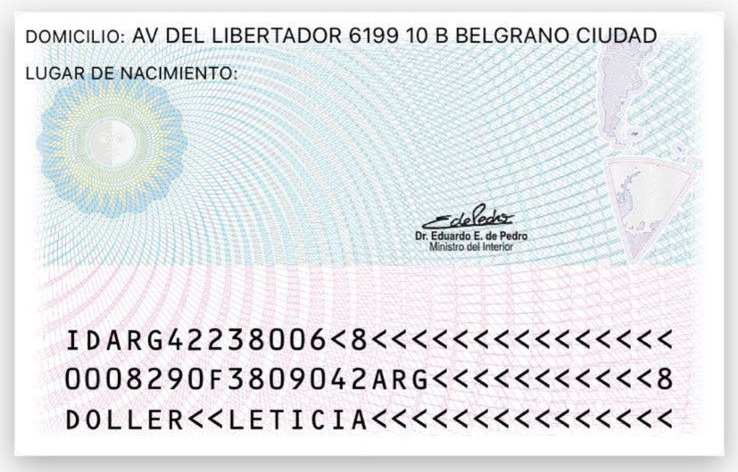 DOMICILIO: AV DEL LIBERTADOR 6199 10 B BELGRANO CIUDAD
LUGAR DE NACIMIENTO:
EdePedro
Dr. Eduardo E. de Pedro
Ministro del Interior
IDARG42238006<8<<<<<<<<<<<<<<<
0008290F3809042ARG<<<<<<<<<<<8
DOLLER<<LETICIA<<<<<<<<<<<<<<<